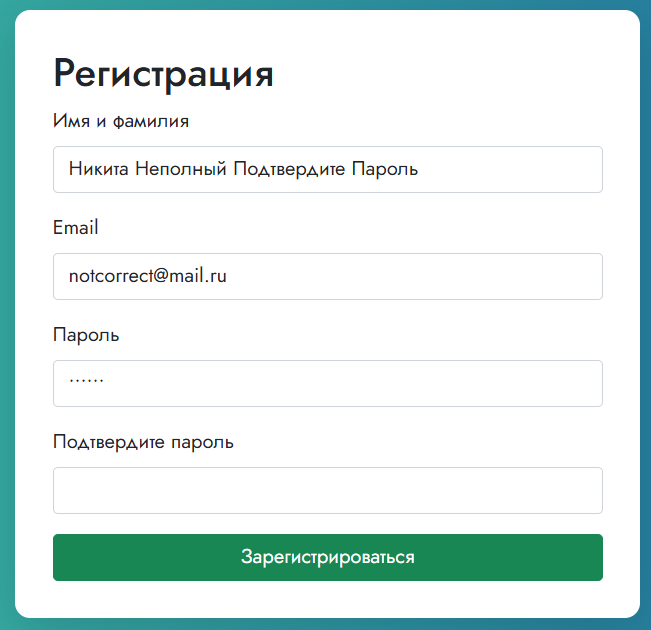 Регистрация
Имя и фамилия
Никита Неполный Подтвердите Пароль
Email
notcorrect@mail.ru
Пароль
······
Подтвердите пароль
Зарегистрироваться